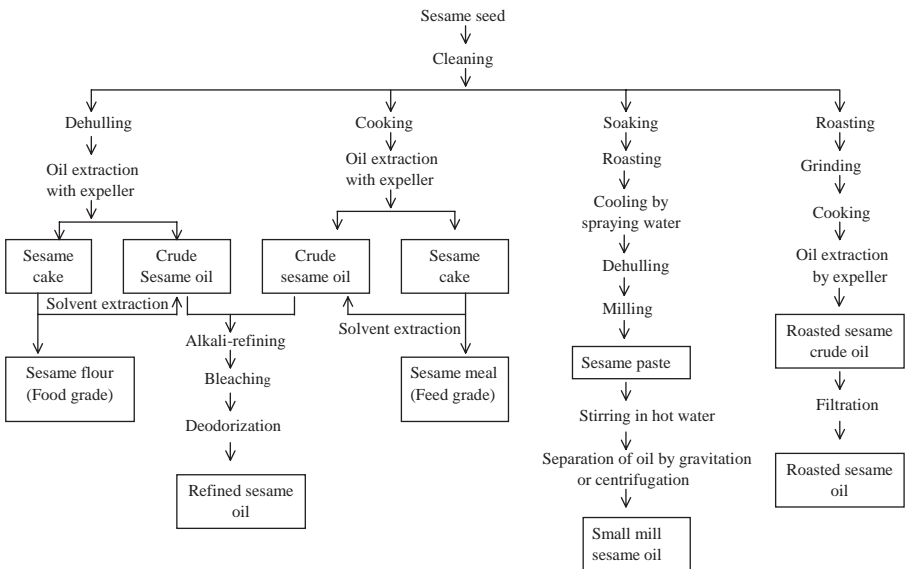 Sesame seed
Cleaning
Dehulling
Oil extraction
with expeller
Sesame
cake
Crude
Sesame oil
Solvent extraction
Sesame flour
(Food grade)
Cooking
Oil extraction
with expeller
Crude
sesame oil
Sesame
cake
Solvent extraction
Sesame meal
(Feed grade)
Alkali-refining
Bleaching
Deodorization
Refined sesame
oil
Soaking
Roasting
Cooling by
spraying water
Dehulling
Milling
Sesame paste
Stirring in hot water
Separation of oil by gravitation
or centrifugation
Small mill
sesame oil
Roasting
Grinding
Cooking
Oil extraction
by expeller
Roasted sesame
crude oil
Filtration
Roasted sesame
oil